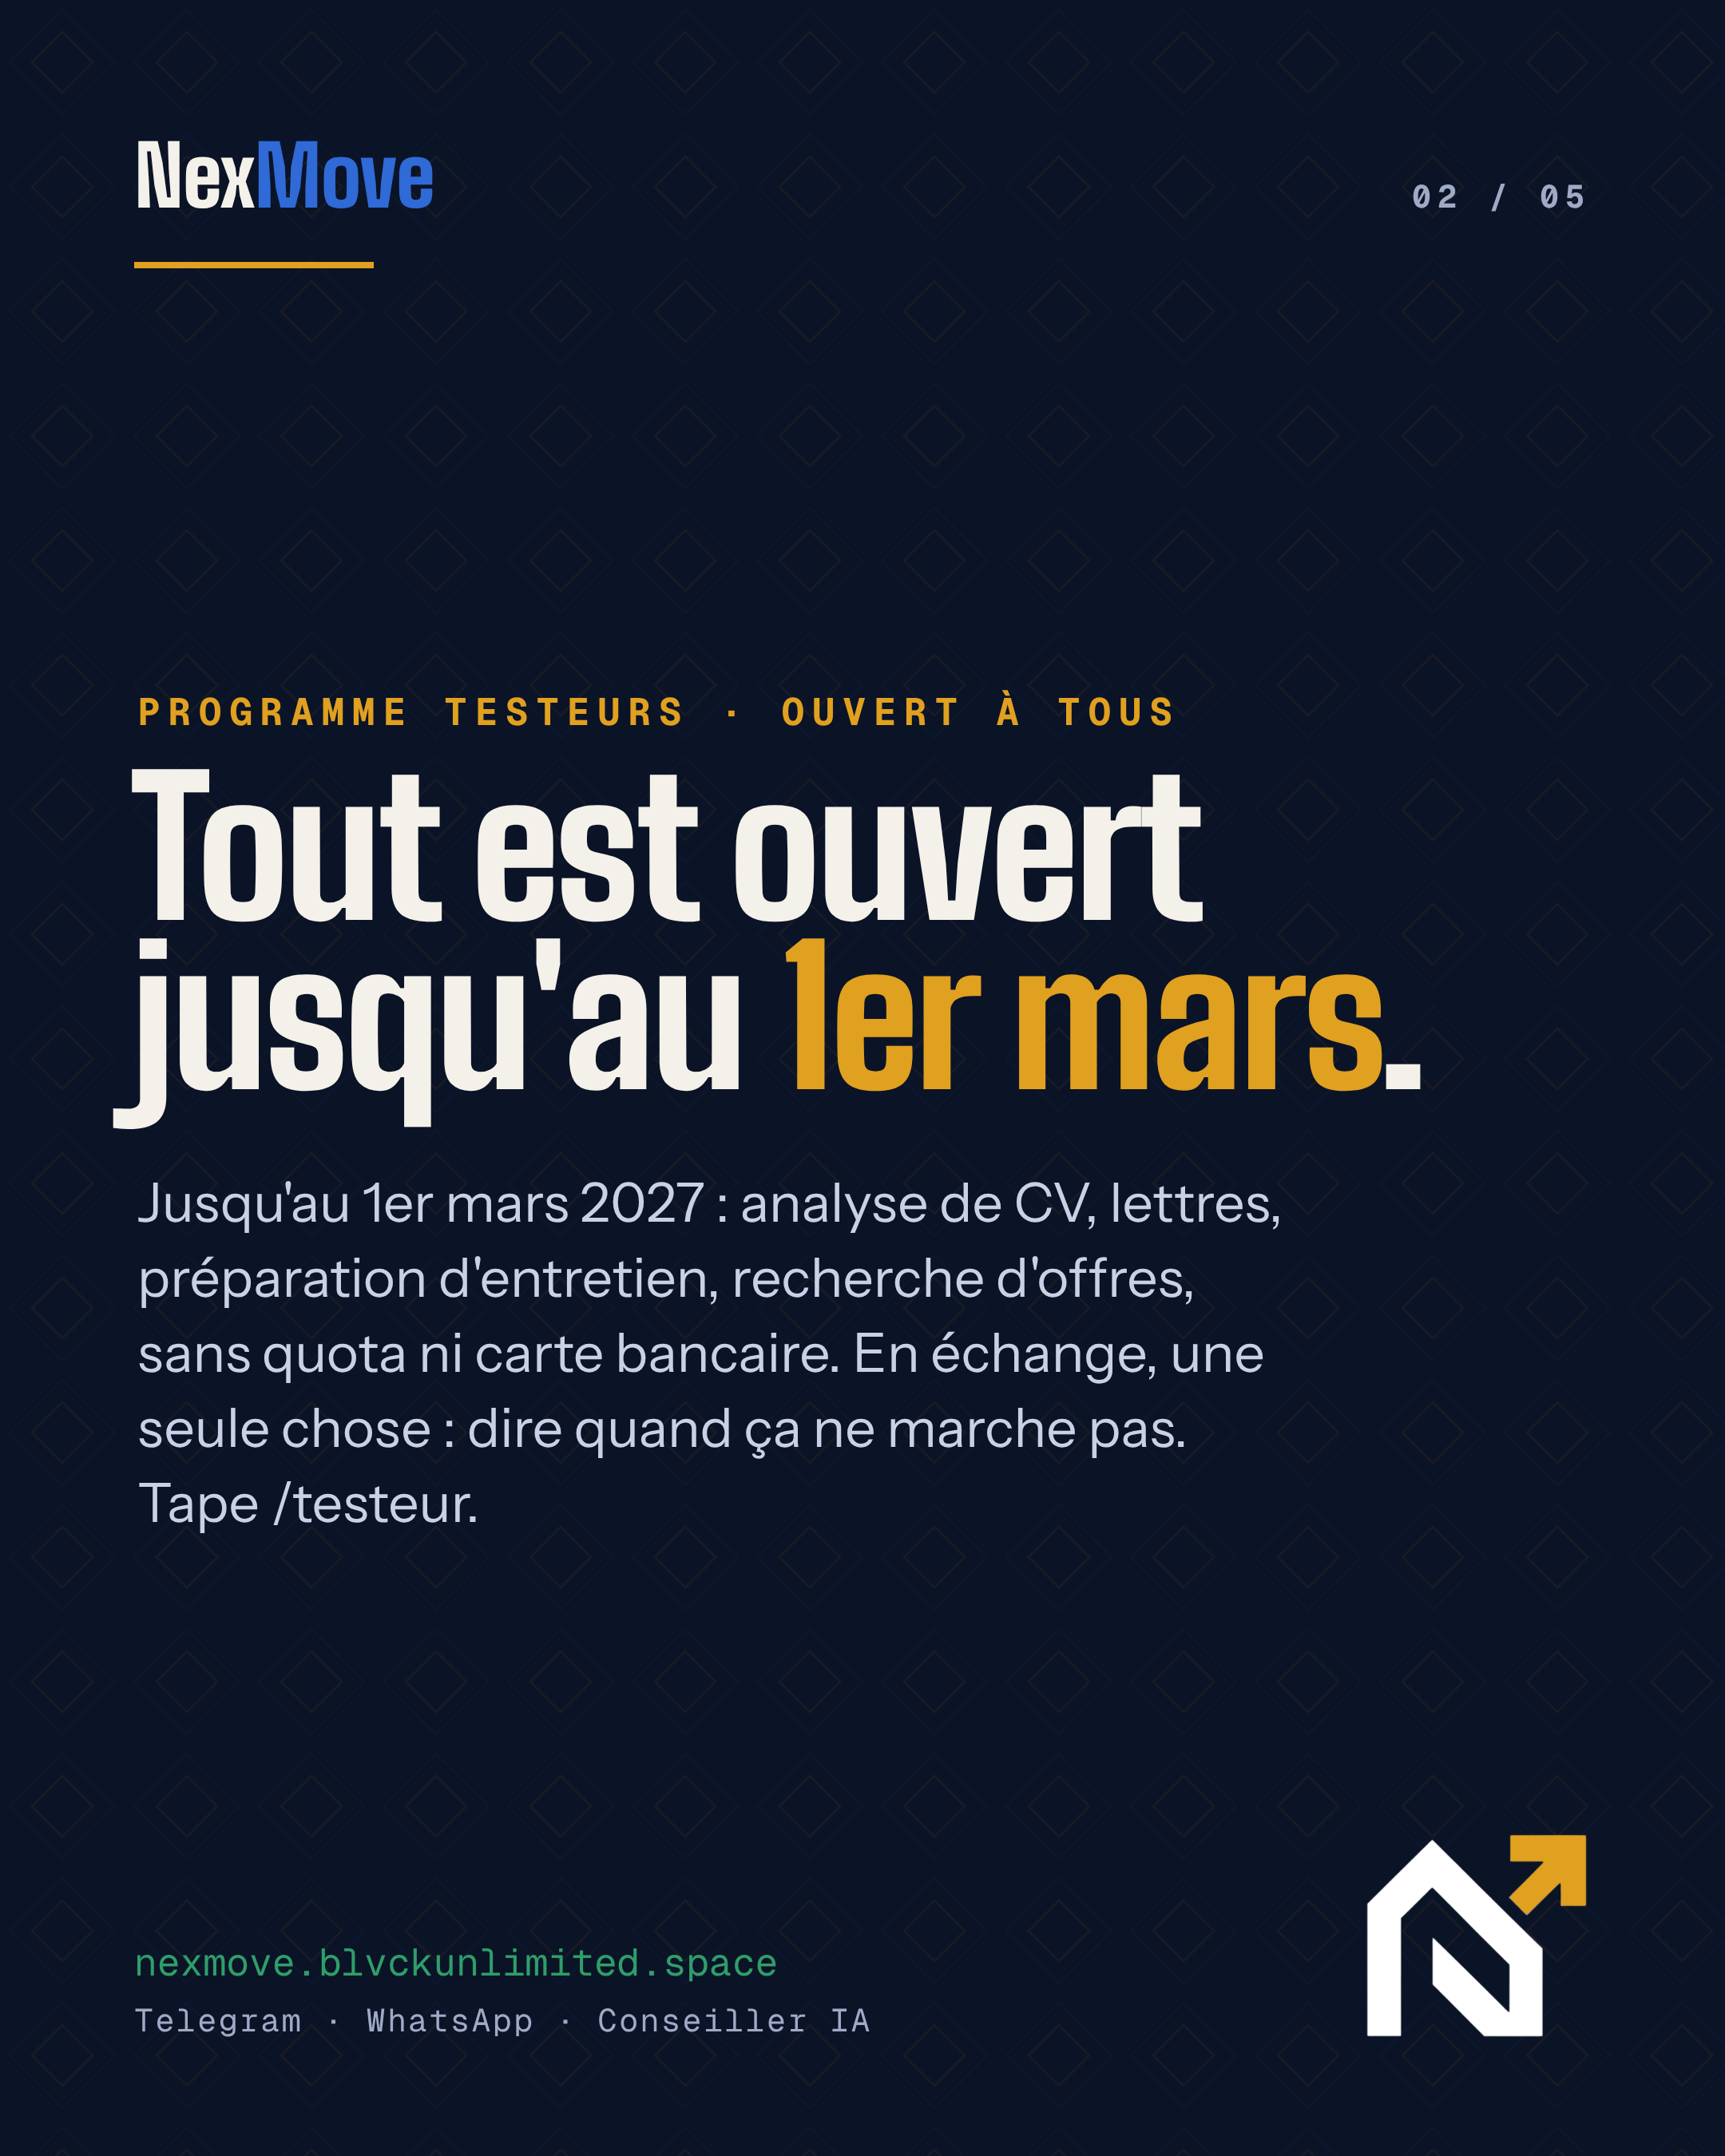 NexMove
02 / 05
PROGRAMME TESTEURS · OUVERT À TOUS
Tout est ouvert
jusqu'au 1er mars.
Jusqu'au 1er mars 2027 : analyse de CV, lettres,
préparation d'entretien, recherche d'offres,
sans quota ni carte bancaire. En échange, une
seule chose : dire quand ça ne marche pas.
Tape /testeur.
nexmove.blvckunlimited.space
Telegram · WhatsApp · Conseiller IA